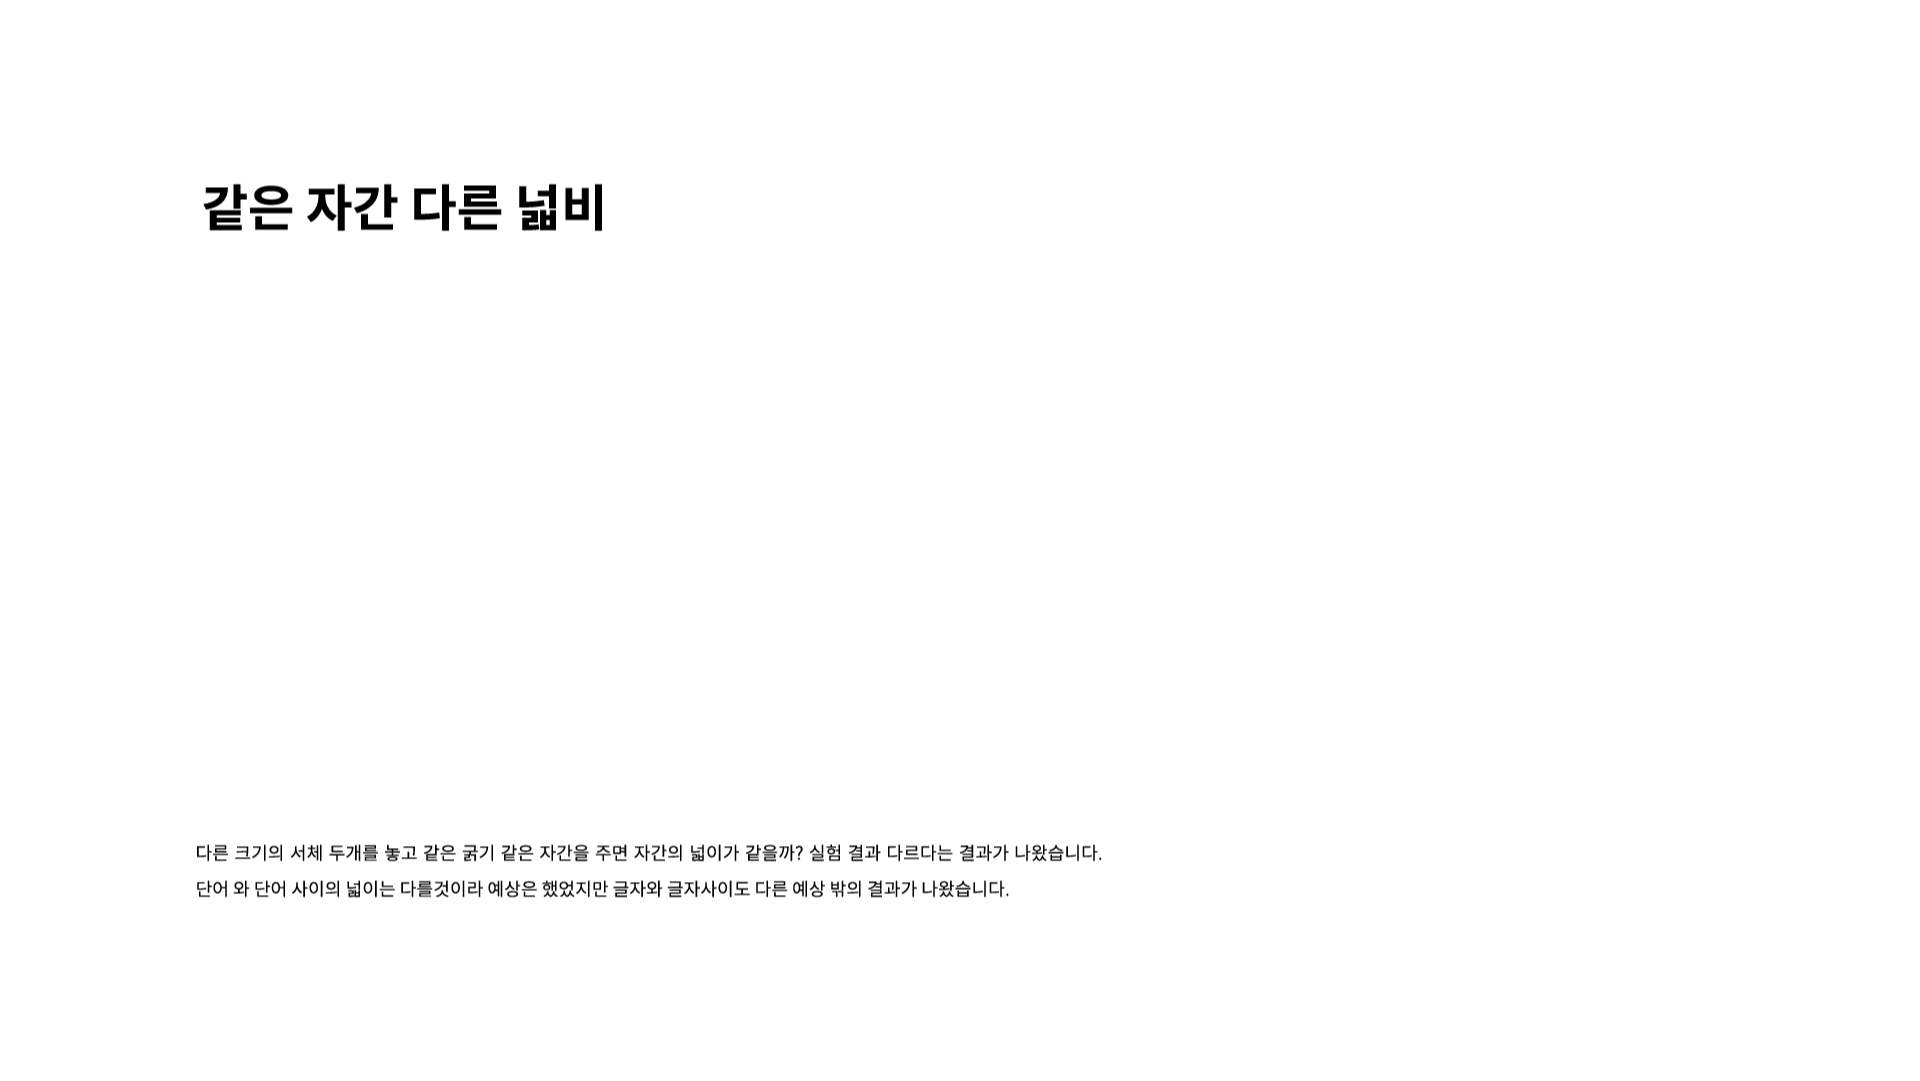 같은 자간 다른 넓비
다른 크기의 서체 두개를 놓고 같은 굵기 같은 자간을 주면 자간의 넓이가 같을까? 실험 결과 다르다는 결과가 나왔습니다.
단어 와 단어 사이의 넓이는 다를것이라 예상은 했었지만 글자와 글자사이도 다른 예상 밖의 결과가 나왔습니다.